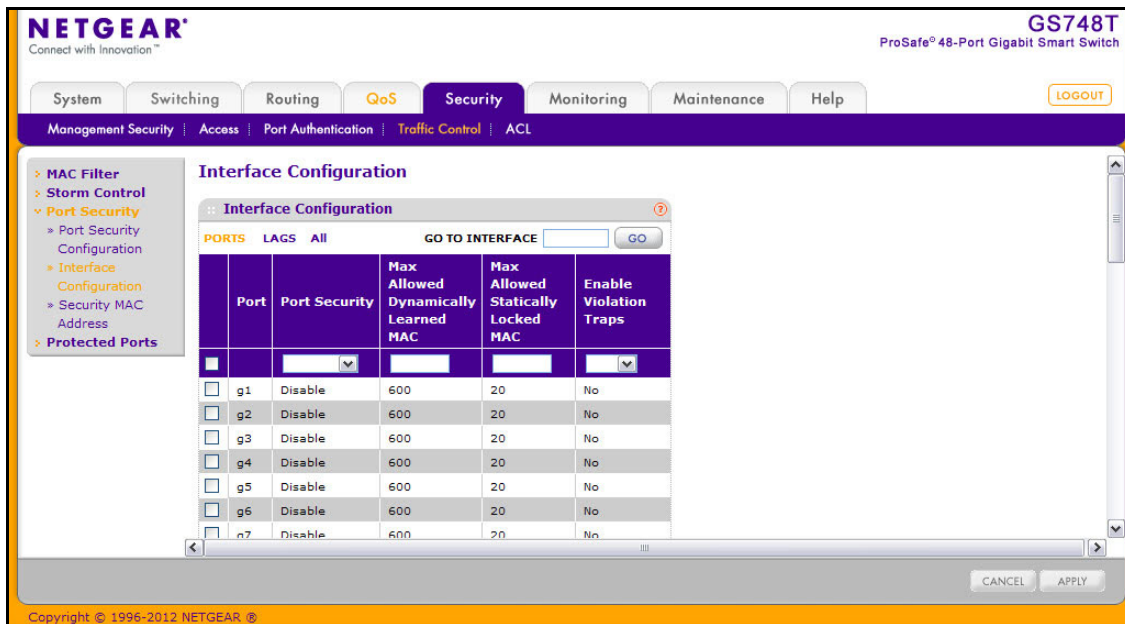 NETGEAR®
Connect with Innovation™
GS748T
ProSafe® 48-Port Gigabit Smart Switch
System Switching Routing QoS Security Monitoring Maintenance Help LOGOUT
Management Security | Access | Port Authentication | Traffic Control | ACL
MAC Filter
Storm Control
Port Security
» Port Security
Configuration
» Interface
Configuration
» Security MAC
Address
Protected Ports
Interface Configuration
Interface Configuration ?
PORTS LAGS All GO TO INTERFACE GO
Port Port Security Max Allowed Dynamically Learned MAC Max Allowed Statically Locked MAC Enable Violation Traps
g1 Disable 600 20 No
g2 Disable 600 20 No
g3 Disable 600 20 No
g4 Disable 600 20 No
g5 Disable 600 20 No
g6 Disable 600 20 No
g7 Disable 600 20 No
CANCEL APPLY
Copyright © 1996-2012 NETGEAR ®